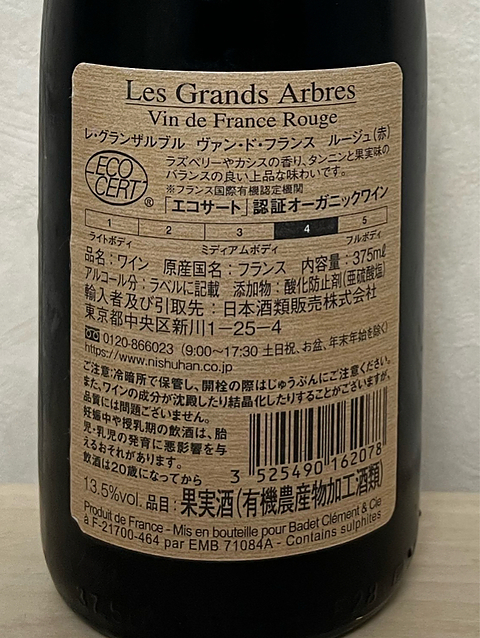 Les Grands Arbres
Vin de France Rouge
レ・グランザルブル ヴァン・ド・フランス ルージュ(赤)
ECO
CERT
®
ラズベリーやカシスの香り、タンニンと果実味の
バランスの良い上品な味わいです。
※フランス国際有機認定機関
「エコサート」認証オーガニックワイン
1 2 3 4 5
ライトボディ ミディアムボディ フルボディ
品名:ワイン 原産国名:フランス 内容量:375mℓ
アルコール分:ラベルに記載 添加物:酸化防止剤(亜硫酸塩)
輸入者及び引取先:日本酒類販売株式会社
東京都中央区新川1-25-4
0120-866023 (9:00~17:30 土日祝、お盆、年末年始を除く)
https://www.nishuhan.co.jp
ご注意:冷暗所で保管し、開栓の際はじゅうぶんにご注意ください。
また、ワインの成分が沈殿したり結晶化したりすることがございますが、
品質には問題ございません。
妊娠中や授乳期の飲酒は、胎
児・乳児の発育に悪影響を与
えるおそれがあります。
飲酒は20歳になってから
3 525490 162078
13.5%vol. 品目:果実酒(有機農産物加工酒類)
Produit de France - Mis en bouteille pour Badet Clément & Cie
à F-21700-464 par EMB 71084A - Contains sulphites